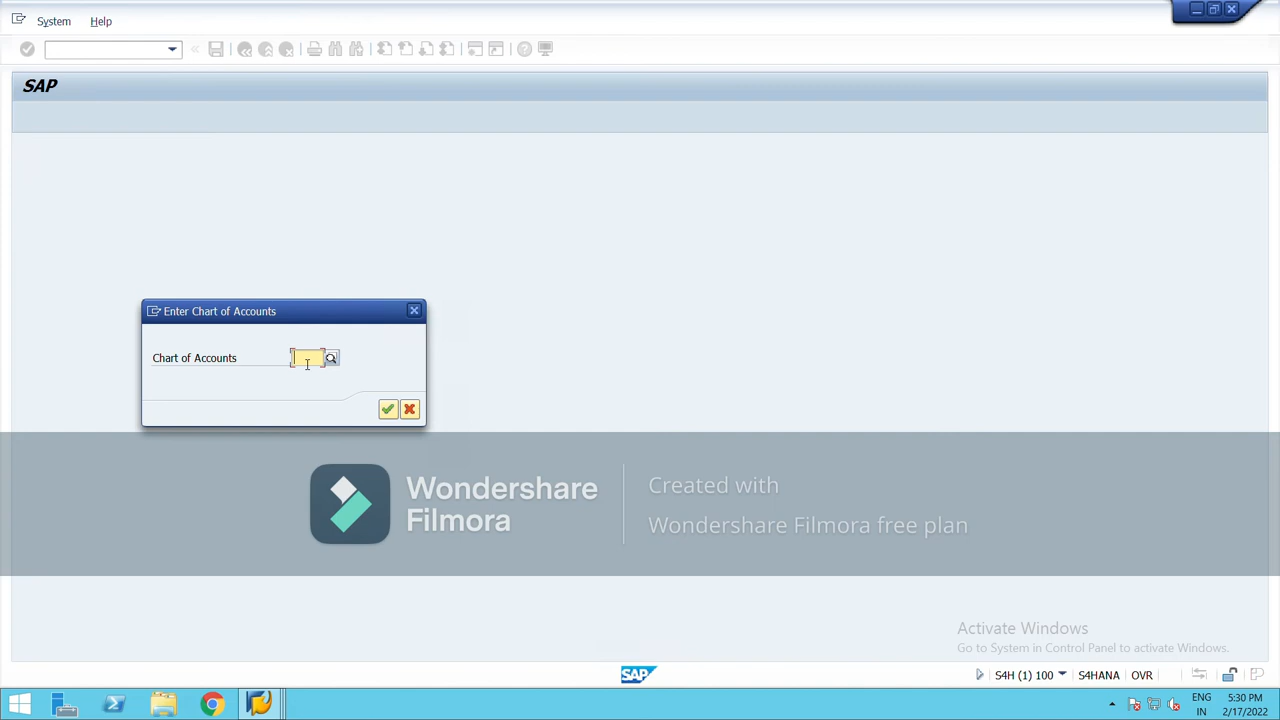 System Help
SAP
Enter Chart of Accounts
Chart of Accounts
Wondershare
Filmora
Created with
Wondershare Filmora free plan
Activate Windows
Go to System in Control Panel to activate Windows.
SAP
S4H (1) 100 S4HANA OVR
ENG 5:30 PM
IN 2/17/2022